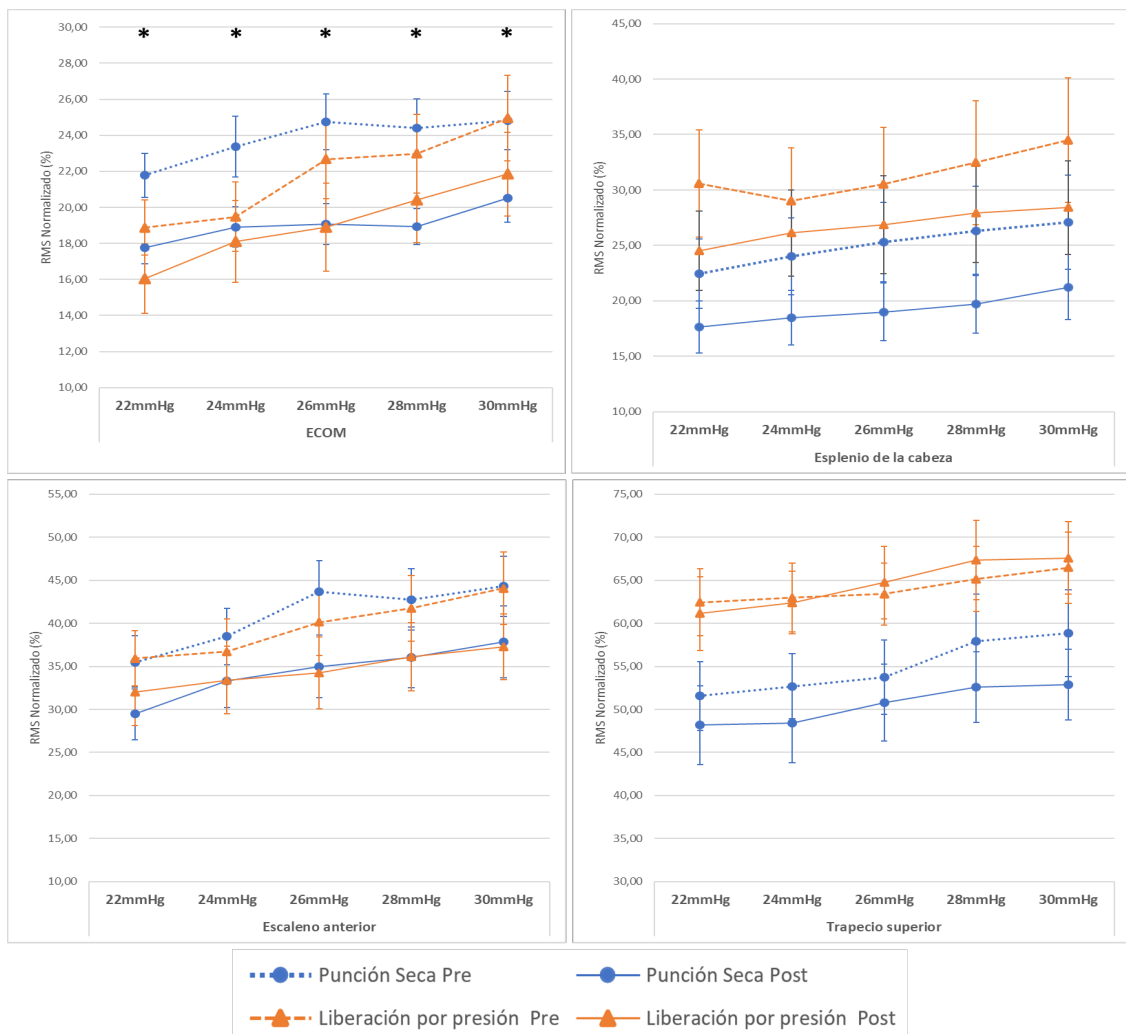 * * * * *
RMS Normalizado (%)
30,00
28,00
26,00
24,00
22,00
20,00
18,00
16,00
14,00
12,00
10,00
22mmHg 24mmHg 26mmHg 28mmHg 30mmHg
ECOM
RMS Normalizado (%)
45,00
40,00
35,00
30,00
25,00
20,00
15,00
10,00
22mmHg 24mmHg 26mmHg 28mmHg 30mmHg
Esplenio de la cabeza
RMS Normalizado (%)
55,00
50,00
45,00
40,00
35,00
30,00
25,00
20,00
15,00
10,00
22mmHg 24mmHg 26mmHg 28mmHg 30mmHg
Escaleno anterior
RMS Normalizado (%)
75,00
70,00
65,00
60,00
55,00
50,00
45,00
40,00
35,00
30,00
22mmHg 24mmHg 26mmHg 28mmHg 30mmHg
Trapecio superior
Punción Seca Pre Punción Seca Post
Liberación por presión Pre Liberación por presión Post